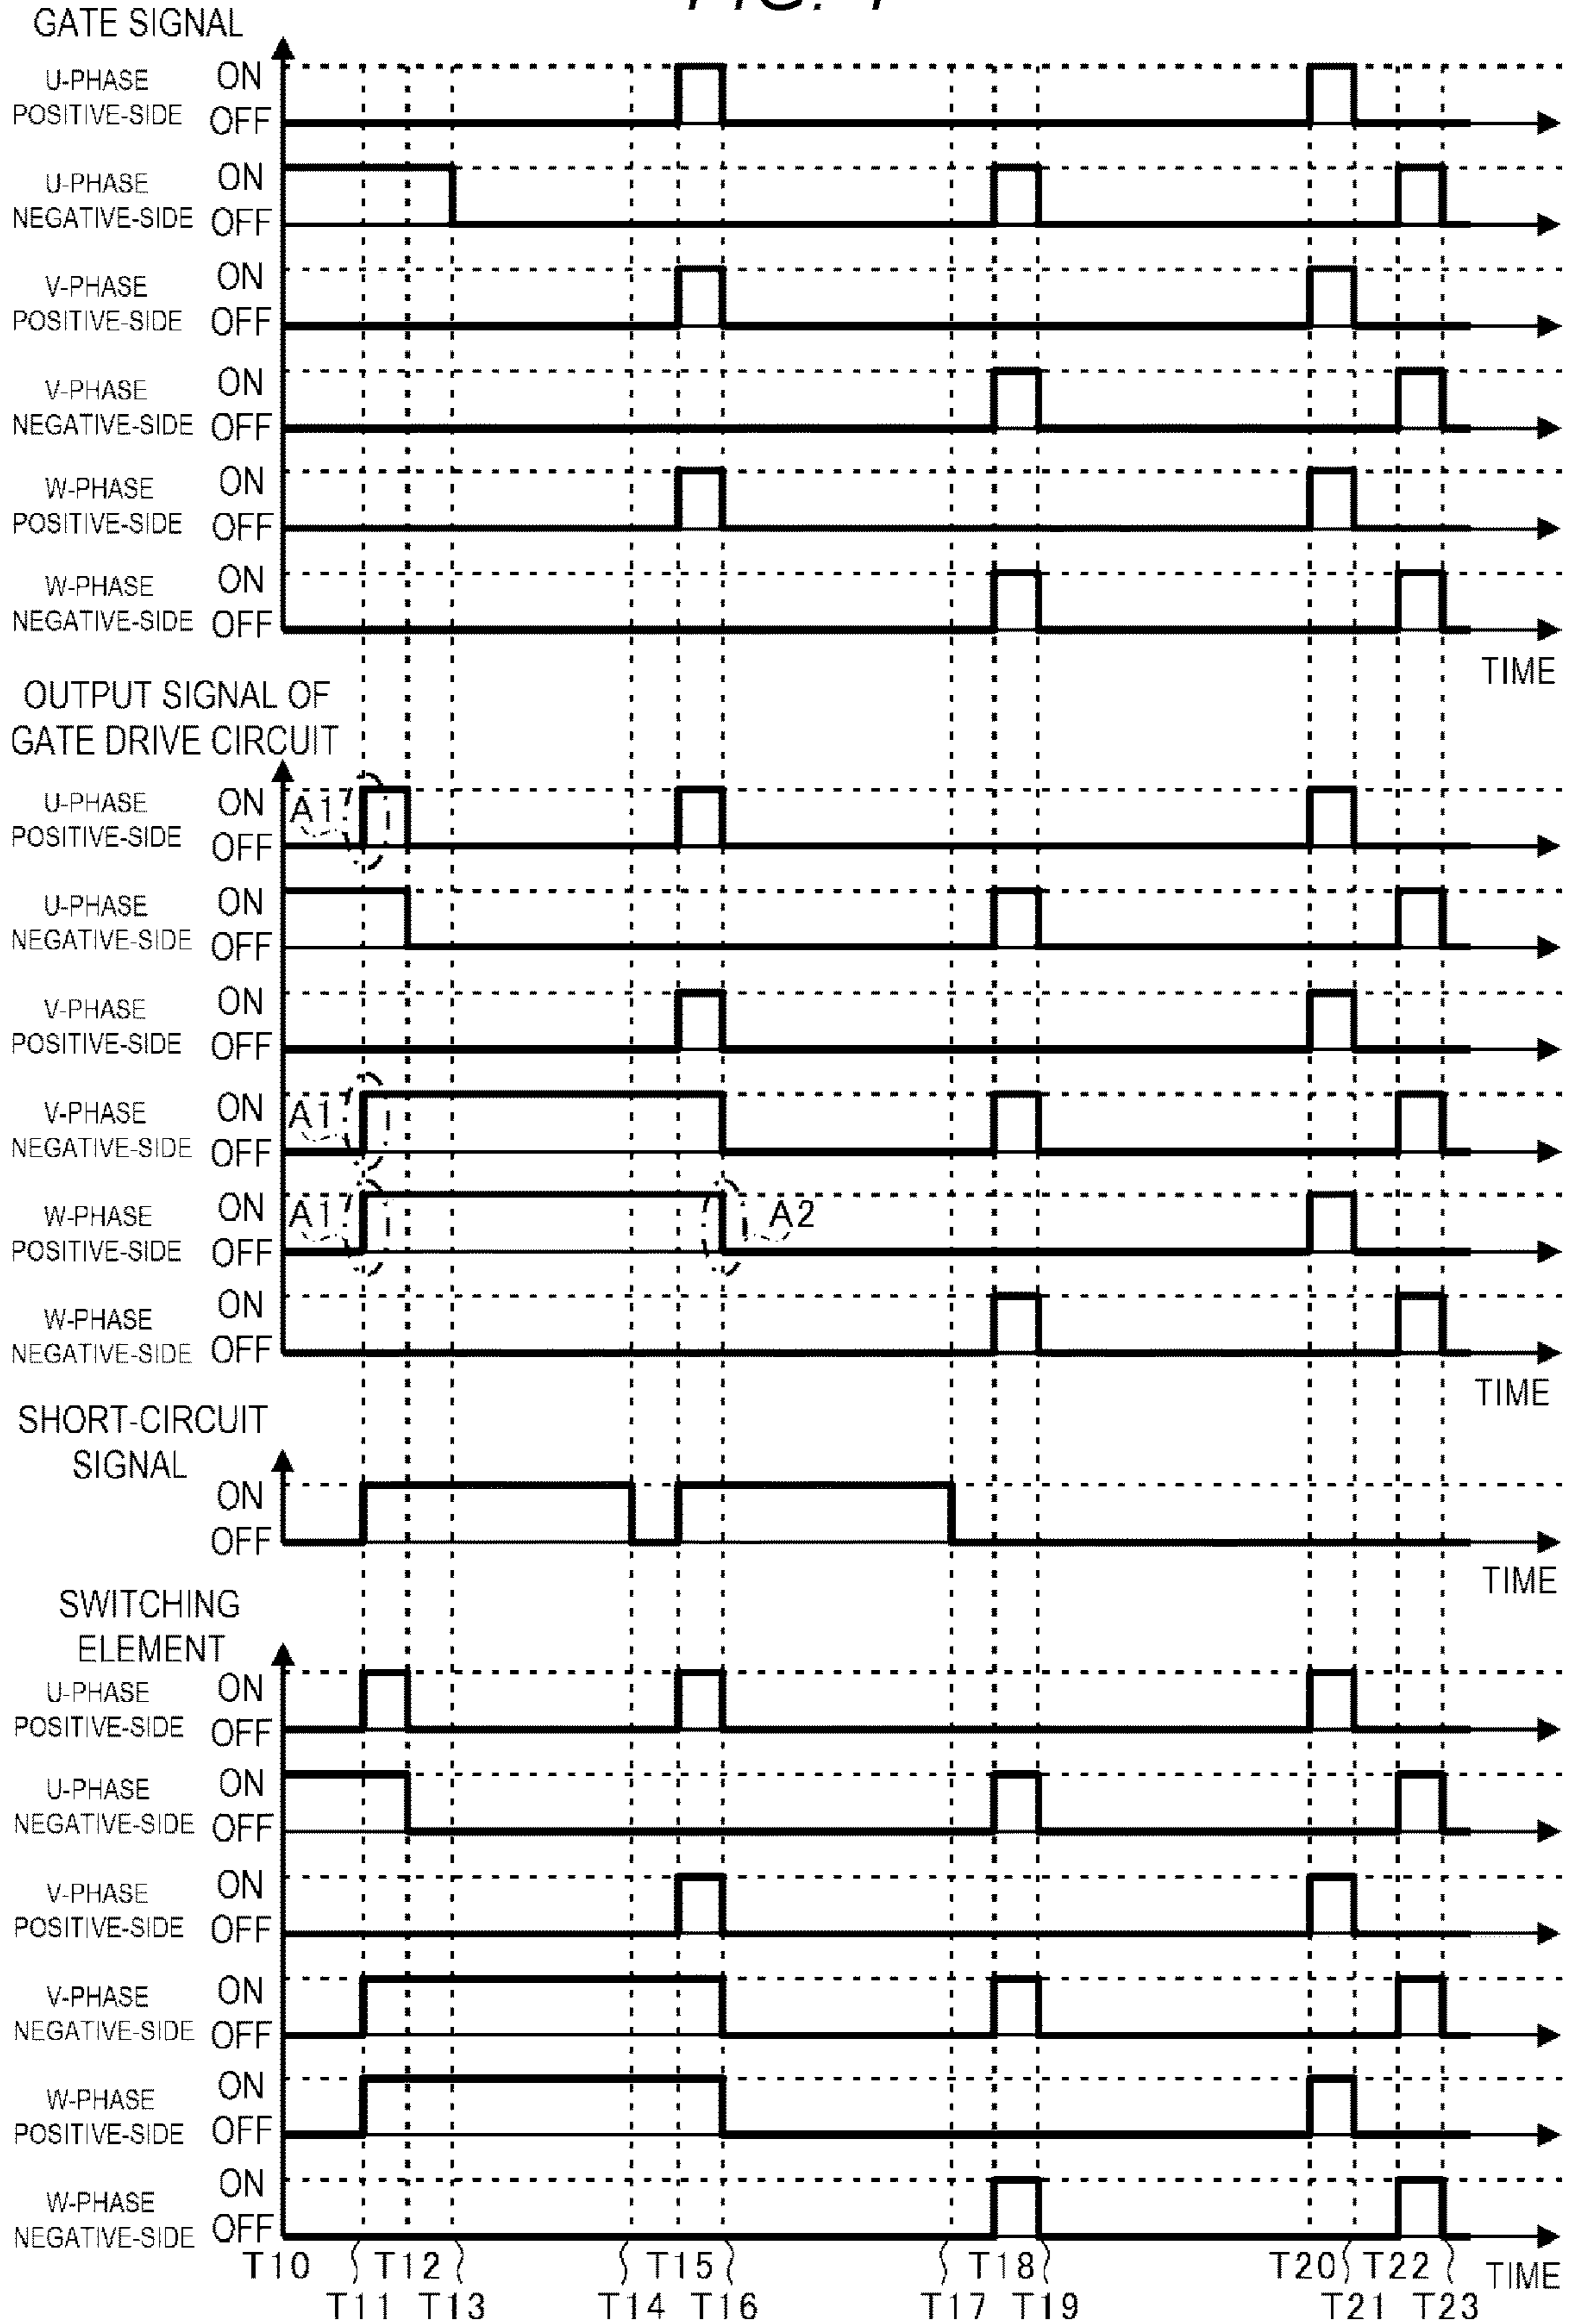 GATE SIGNAL
U-PHASE
POSITIVE-SIDE
ON
OFF
U-PHASE
NEGATIVE-SIDE
ON
OFF
V-PHASE
POSITIVE-SIDE
ON
OFF
V-PHASE
NEGATIVE-SIDE
ON
OFF
W-PHASE
POSITIVE-SIDE
ON
OFF
W-PHASE
NEGATIVE-SIDE
ON
OFF
TIME
OUTPUT SIGNAL OF
GATE DRIVE CIRCUIT
U-PHASE
POSITIVE-SIDE
ON
OFF
A1
U-PHASE
NEGATIVE-SIDE
ON
OFF
V-PHASE
POSITIVE-SIDE
ON
OFF
V-PHASE
NEGATIVE-SIDE
ON
OFF
A1
W-PHASE
POSITIVE-SIDE
ON
OFF
A1
A2
W-PHASE
NEGATIVE-SIDE
ON
OFF
TIME
SHORT-CIRCUIT
SIGNAL
ON
OFF
TIME
SWITCHING
ELEMENT
U-PHASE
POSITIVE-SIDE
ON
OFF
U-PHASE
NEGATIVE-SIDE
ON
OFF
V-PHASE
POSITIVE-SIDE
ON
OFF
V-PHASE
NEGATIVE-SIDE
ON
OFF
W-PHASE
POSITIVE-SIDE
ON
OFF
W-PHASE
NEGATIVE-SIDE
ON
OFF
T10 T12 T15 T18 T20 T22 TIME
T11 T13 T14 T16 T17 T19 T21 T23